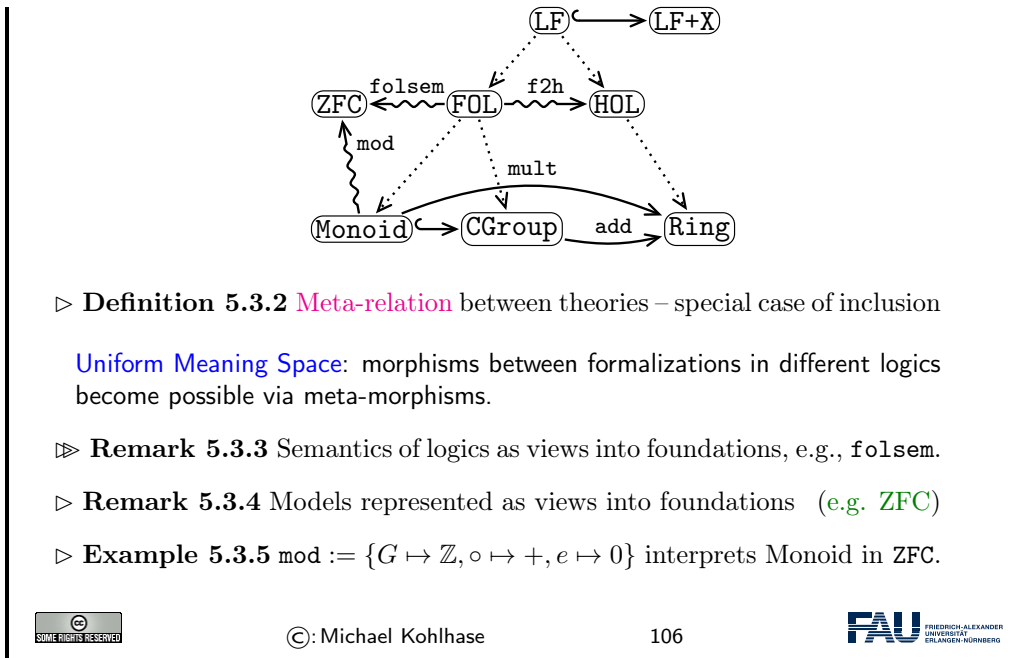 LF LF+X
folsem f2h
ZFC FOL HOL
mod
mult
Monoid CGroup add Ring
▷ Definition 5.3.2 Meta-relation between theories – special case of inclusion
Uniform Meaning Space: morphisms between formalizations in different logics
become possible via meta-morphisms.
▷▷ Remark 5.3.3 Semantics of logics as views into foundations, e.g., folsem.
▷ Remark 5.3.4 Models represented as views into foundations (e.g. ZFC)
▷ Example 5.3.5 mod := {G ↦ ℤ, ∘ ↦ +, e ↦ 0} interprets Monoid in ZFC.
cc SOME RIGHTS RESERVED
©: Michael Kohlhase 106
FAU FRIEDRICH-ALEXANDER
UNIVERSITÄT
ERLANGEN-NÜRNBERG